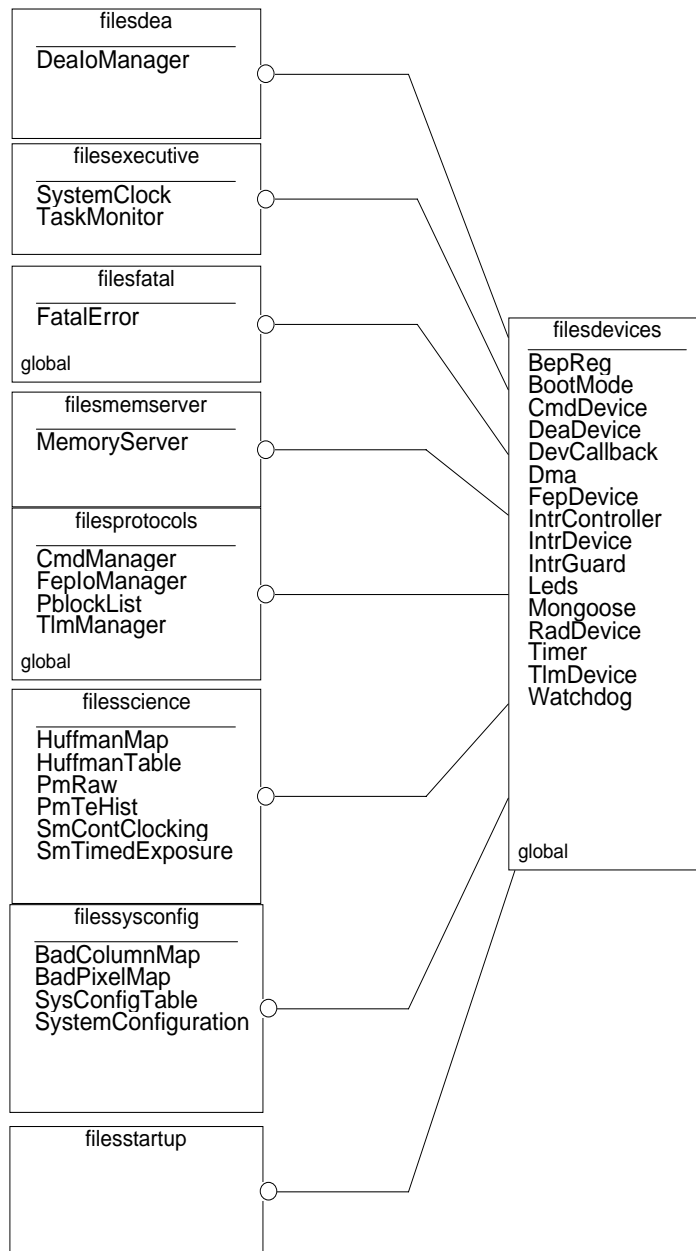 filesdea
DeaIoManager
filesexecutive
SystemClock
TaskMonitor
filesfatal
FatalError
global
filesmemserver
MemoryServer
filesprotocols
CmdManager
FepIoManager
PblockList
TlmManager
global
filesscience
HuffmanMap
HuffmanTable
PmRaw
PmTeHist
SmContClocking
SmTimedExposure
filessysconfig
BadColumnMap
BadPixelMap
SysConfigTable
SystemConfiguration
filesstartup
filesdevices
BepReg
BootMode
CmdDevice
DeaDevice
DevCallback
Dma
FepDevice
IntrController
IntrDevice
IntrGuard
Leds
Mongoose
RadDevice
Timer
TlmDevice
Watchdog
global